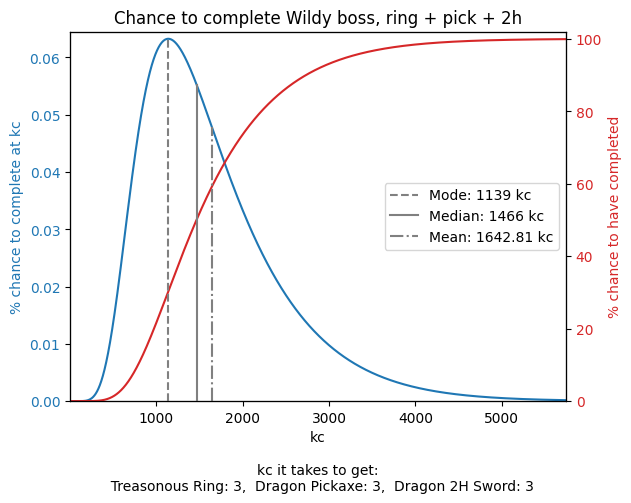 Chance to complete Wildy boss, ring + pick + 2h
% chance to complete at kc
0.06
0.05
0.04
0.03
0.02
0.01
0.00
100
80
60
40
20
0
% chance to have completed
Mode: 1139 kc
Median: 1466 kc
Mean: 1642.81 kc
1000 2000 3000 4000 5000
kc
kc it takes to get:
Treasonous Ring: 3,  Dragon Pickaxe: 3,  Dragon 2H Sword: 3